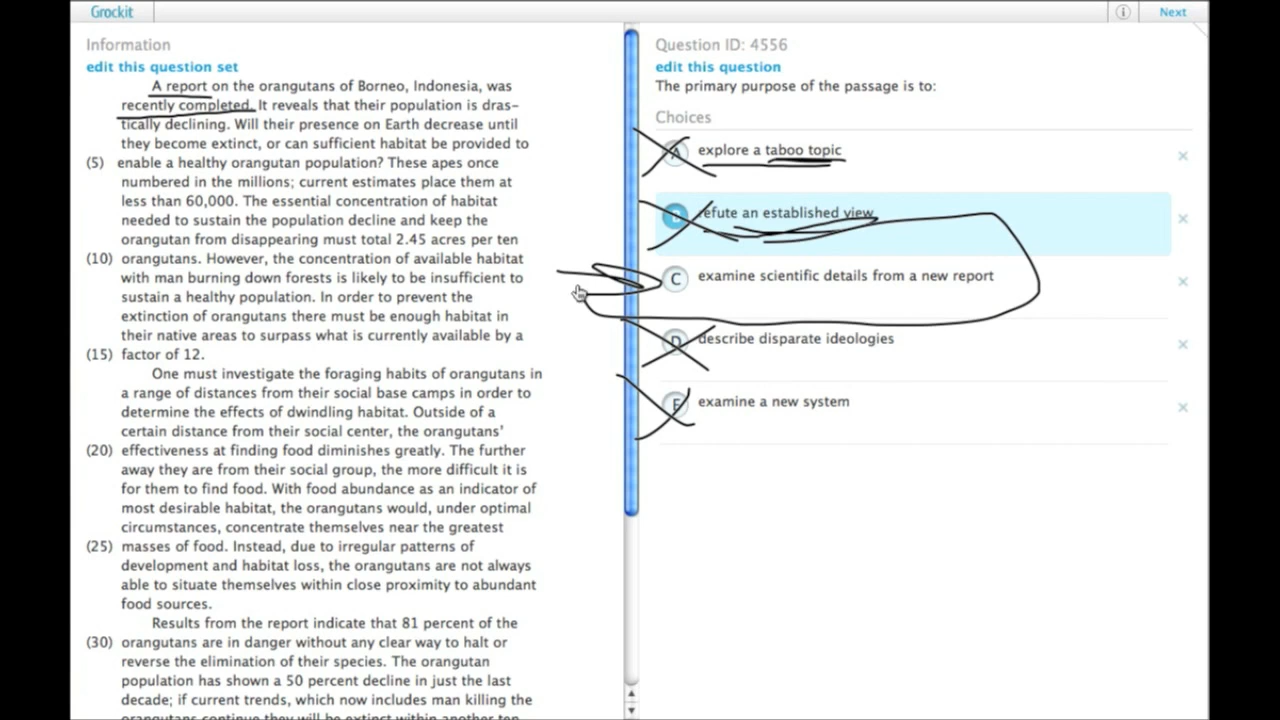 Grockit
Next
Information
edit this question set
A report on the orangutans of Borneo, Indonesia, was
recently completed. It reveals that their population is dras-
tically declining. Will their presence on Earth decrease until
they become extinct, or can sufficient habitat be provided to
(5) enable a healthy orangutan population? These apes once
numbered in the millions; current estimates place them at
less than 60,000. The essential concentration of habitat
needed to sustain the population decline and keep the
orangutan from disappearing must total 2.45 acres per ten
(10) orangutans. However, the concentration of available habitat
with man burning down forests is likely to be insufficient to
sustain a healthy population. In order to prevent the
extinction of orangutans there must be enough habitat in
their native areas to surpass what is currently available by a
(15) factor of 12.
One must investigate the foraging habits of orangutans in
a range of distances from their social base camps in order to
determine the effects of dwindling habitat. Outside of a
certain distance from their social center, the orangutans'
(20) effectiveness at finding food diminishes greatly. The further
away they are from their social group, the more difficult it is
for them to find food. With food abundance as an indicator of
most desirable habitat, the orangutans would, under optimal
circumstances, concentrate themselves near the greatest
(25) masses of food. Instead, due to irregular patterns of
development and habitat loss, the orangutans are not always
able to situate themselves within close proximity to abundant
food sources.
Results from the report indicate that 81 percent of the
(30) orangutans are in danger without any clear way to halt or
reverse the elimination of their species. The orangutan
population has shown a 50 percent decline in just the last
decade; if current trends, which now includes man killing the
orangutans continue they will be extinct within another ten
Question ID: 4556
edit this question
The primary purpose of the passage is to:
Choices
A explore a taboo topic
B refute an established view
C examine scientific details from a new report
D describe disparate ideologies
E examine a new system